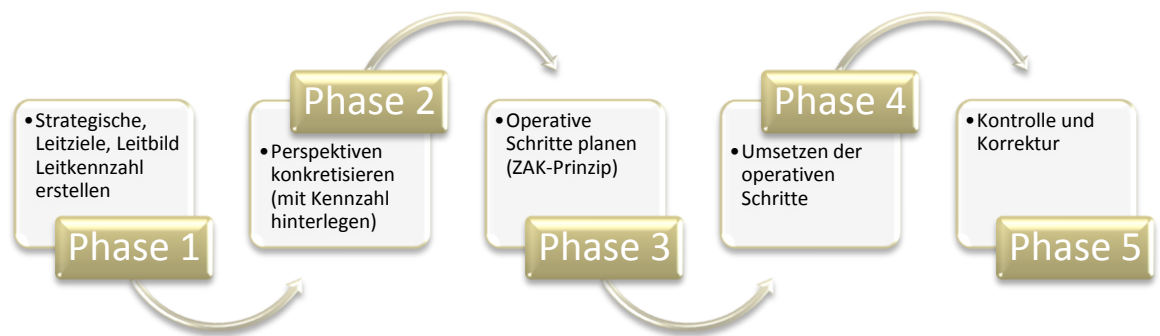 •Strategische,
Leitziele, Leitbild
Leitkennzahl
erstellen
Phase 1
Phase 2
•Perspektiven
konkretisieren
(mit Kennzahl
hinterlegen)
•Operative
Schritte planen
(ZAK-Prinzip)
Phase 3
Phase 4
•Umsetzen der
operativen
Schritte
•Kontrolle und
Korrektur
Phase 5